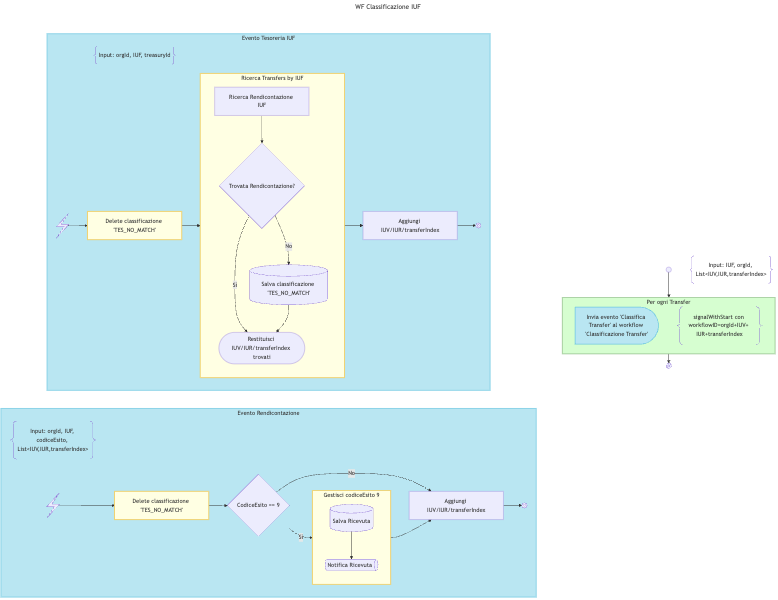 WF Classificazione IUF
Evento Tesoreria IUF
Input: orgId, IUF, treasuryId
Ricerca Transfers by IUF
Ricerca Rendicontazione
IUF
Trovata Rendicontazione?
Delete classificazione
'TES_NO_MATCH'
Aggiungi
IUV/IUR/transferIndex
No
Sì
Salva classificazione
'TES_NO_MATCH'
Restituisci
IUV/IUR/transferIndex
trovati
Input: IUF, orgId,
List<IUV,IUR,transferIndex>
Per ogni Transfer
Invia evento 'Classifica
Transfer' al workflow
'Classificazione Transfer'
signalWithStart con
workflowID=orgId+IUV+
IUR+transferIndex
Evento Rendicontazione
Input: orgId, IUF,
codiceEsito,
List<IUV,IUR,transferIndex>
Delete classificazione
'TES_NO_MATCH'
CodiceEsito == 9
No
Sì
Gestisci codiceEsito 9
Salva Ricevuta
Notifica Ricevuta
Aggiungi
IUV/IUR/transferIndex